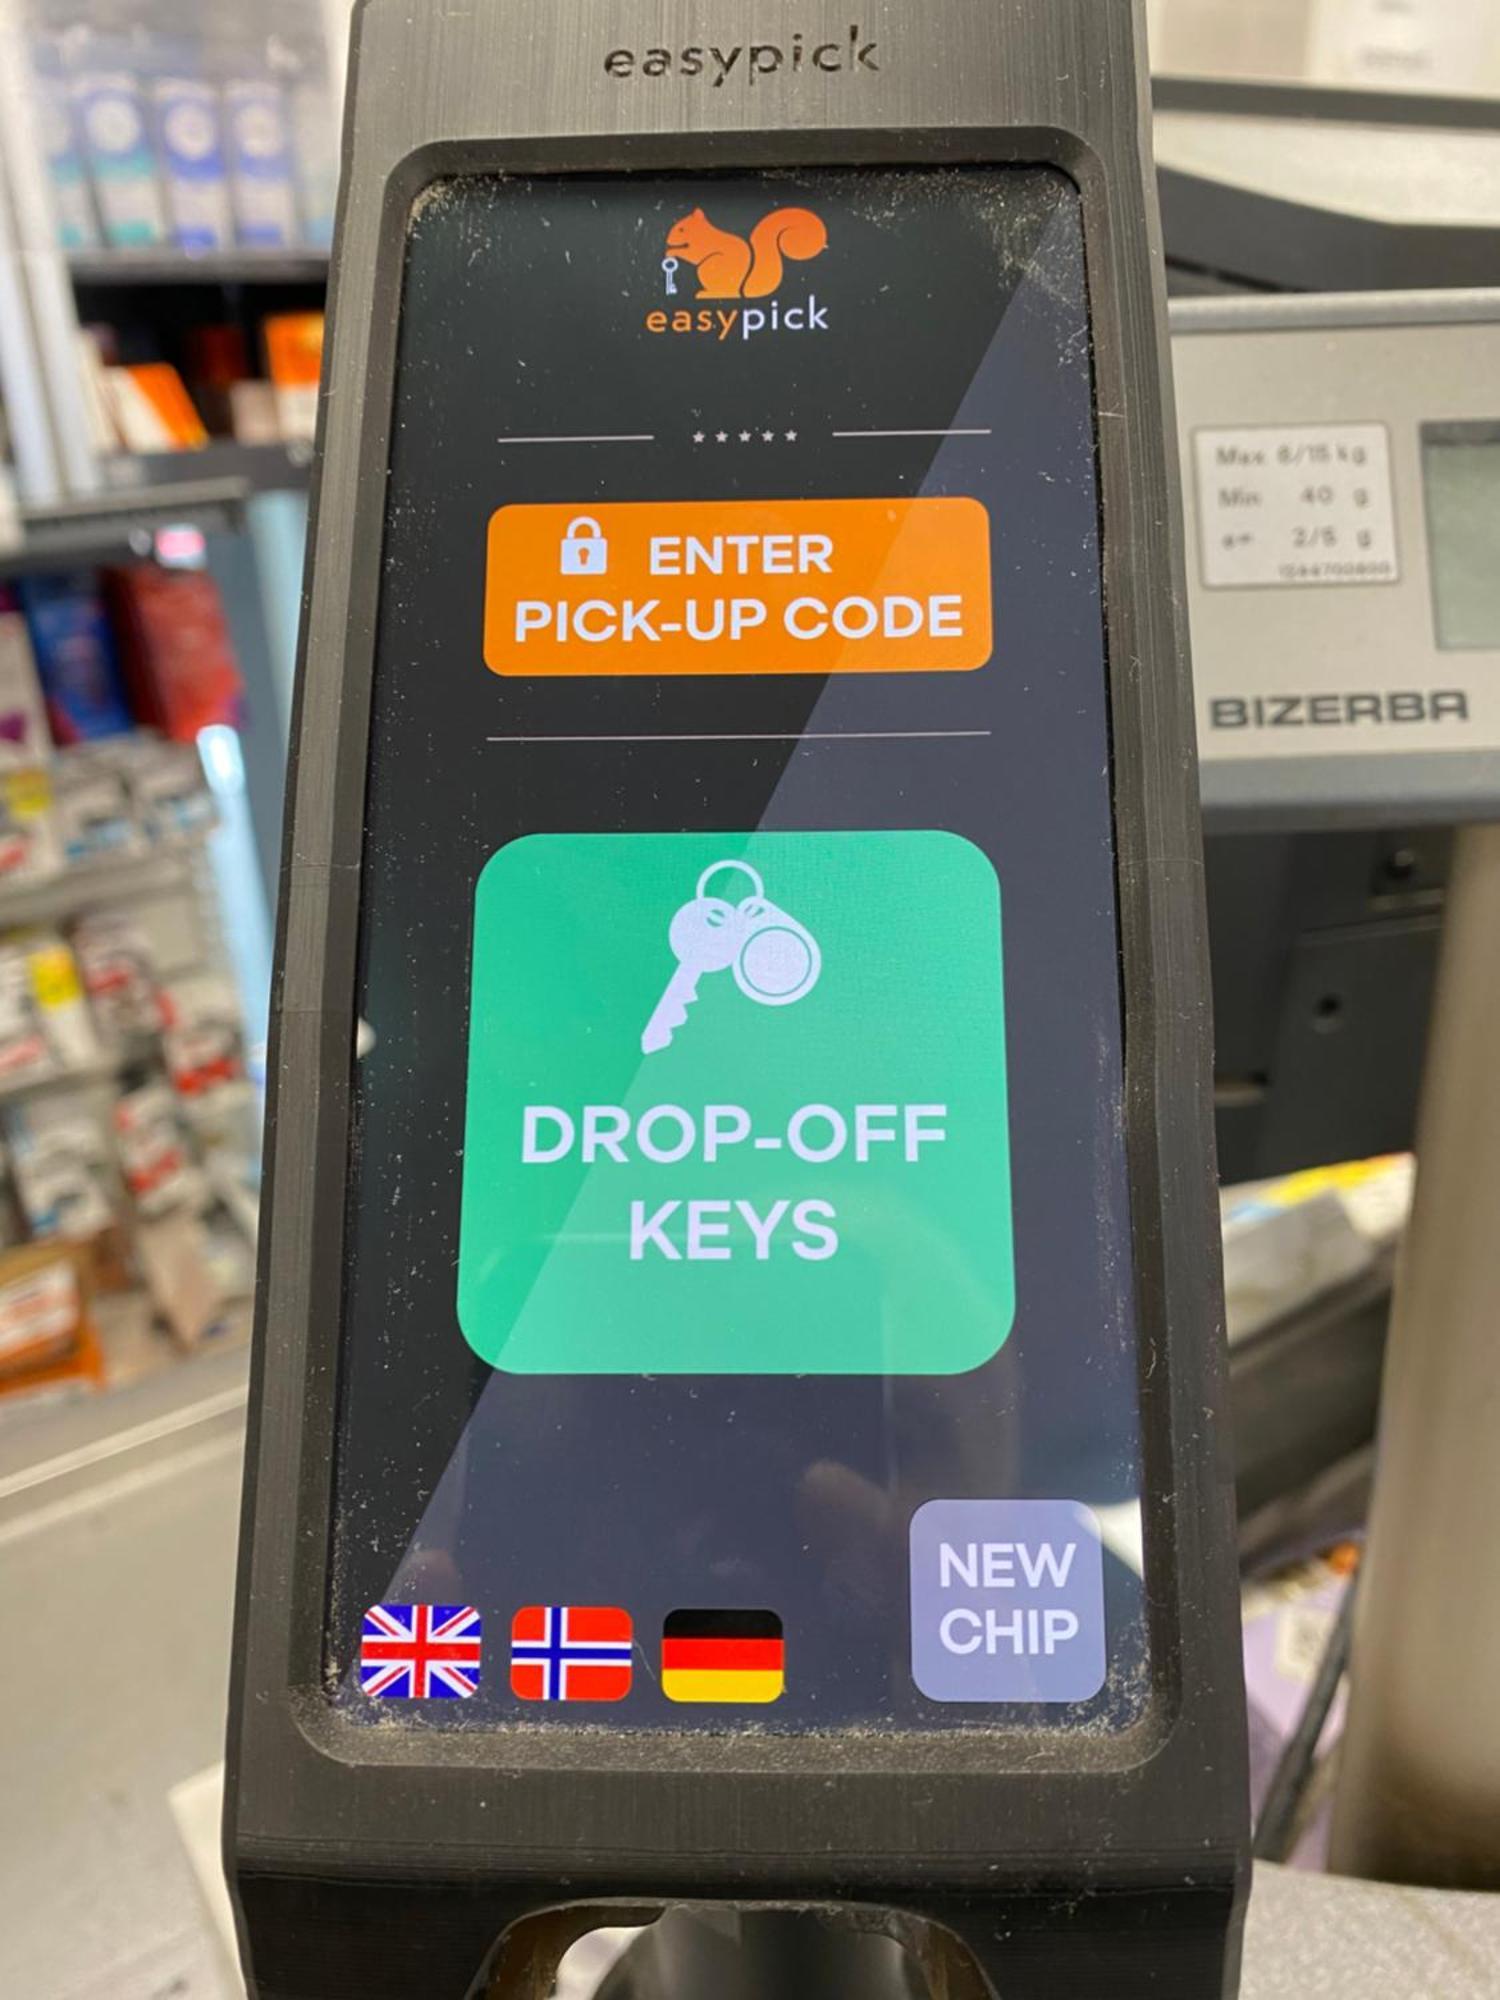 easypick
easypick
ENTER
PICK-UP CODE
Max 6/15 kg
Min 40 g
e= 2/5 g
BIZERBA
DROP-OFF
KEYS
NEW
CHIP